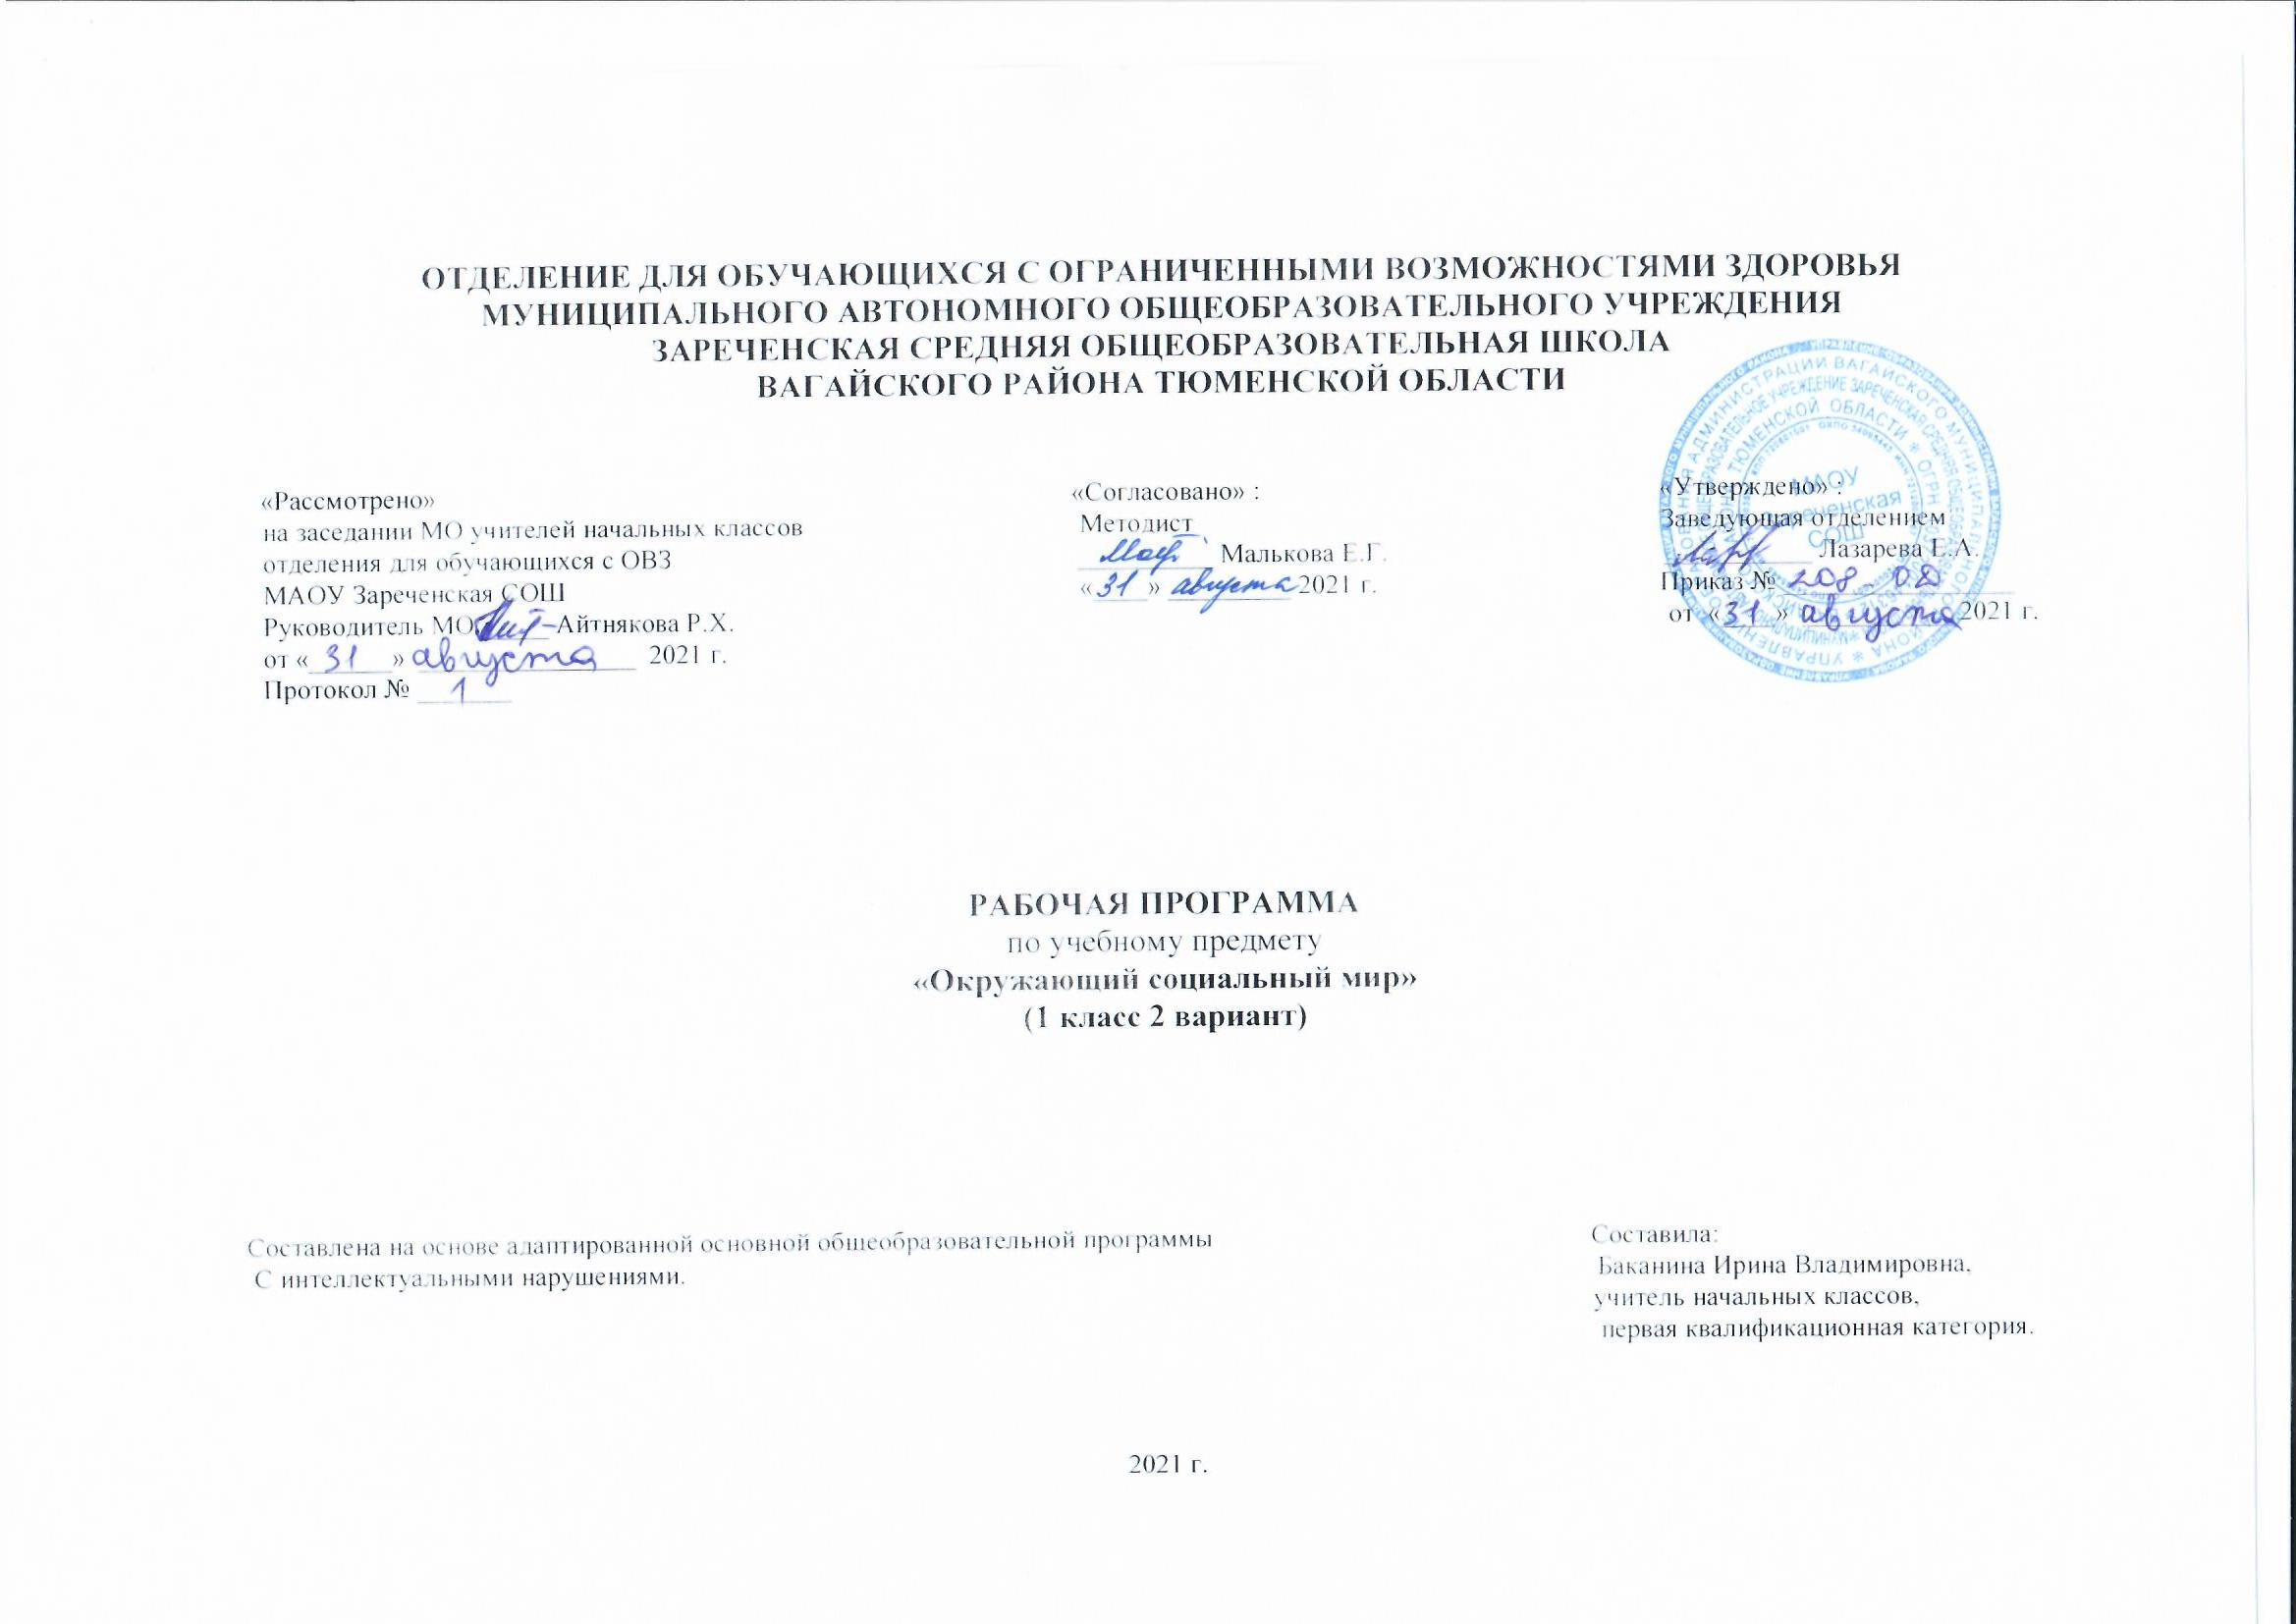 ОТДЕЛЕНИЕ ДЛЯ ОБУЧАЮЩИХСЯ С ОГРАНИЧЕННЫМИ ВОЗМОЖНОСТЯМИ ЗДОРОВЬЯ
МУНИЦИПАЛЬНОГО АВТОНОМНОГО ОБЩЕОБРАЗОВАТЕЛЬНОГО УЧРЕЖДЕНИЯ
ЗАРЕЧЕНСКАЯ СРЕДНЯЯ ОБЩЕОБРАЗОВАТЕЛЬНАЯ ШКОЛА
ВАГАЙСКОГО РАЙОНА ТЮМЕНСКОЙ ОБЛАСТИ
«Рассмотрено»
на заседании МО учителей начальных классов
отделения для обучающихся с ОВЗ
МАОУ Зареченская СОШ
Руководитель МО Айтнякова Р.Х.
от « 31 » августа 2021 г.
Протокол № 1
«Согласовано» :
Методист
Малькова Е.Г.
« 31 » августа 2021 г.
«Утверждено» :
Заведующая отделением
Лазарева Е.А.
Приказ № 208-ОД
от «31» августа 2021 г.
МАОУ
Зареченская
СОШ
РАБОЧАЯ ПРОГРАММА
по учебному предмету
«Окружающий социальный мир»
(1 класс 2 вариант)
Составлена на основе адаптированной основной общеобразовательной программы
С интеллектуальными нарушениями.
Составила:
Баканина Ирина Владимировна,
учитель начальных классов,
первая квалификационная категория.
2021 г.